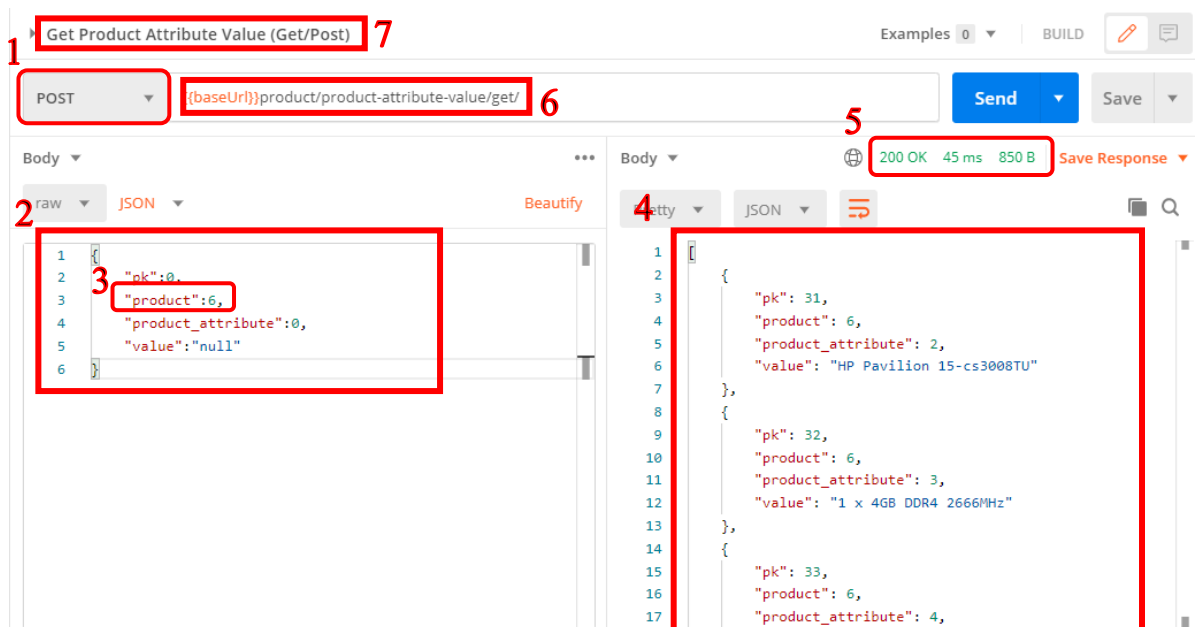 Get Product Attribute Value (Get/Post) 7 Examples 0 BUILD
1
POST {{baseUrl}}product/product-attribute-value/get/ 6 Send Save
5
Body ••• Body 200 OK 45 ms 850 B Save Response
raw JSON Beautify JSON
2 4
1 {
2 "pk":0,
3
3 "product":6,
4 "product_attribute":0,
5 "value":"null"
6 }
1 [
2 {
3 "pk": 31,
4 "product": 6,
5 "product_attribute": 2,
6 "value": "HP Pavilion 15-cs3008TU"
7 },
8 {
9 "pk": 32,
10 "product": 6,
11 "product_attribute": 3,
12 "value": "1 x 4GB DDR4 2666MHz"
13 },
14 {
15 "pk": 33,
16 "product": 6,
17 "product_attribute": 4,